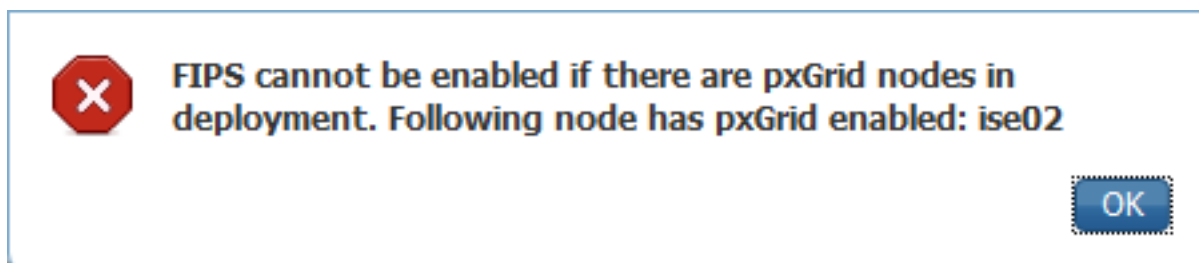 FIPS cannot be enabled if there are pxGrid nodes in
deployment. Following node has pxGrid enabled: ise02
OK